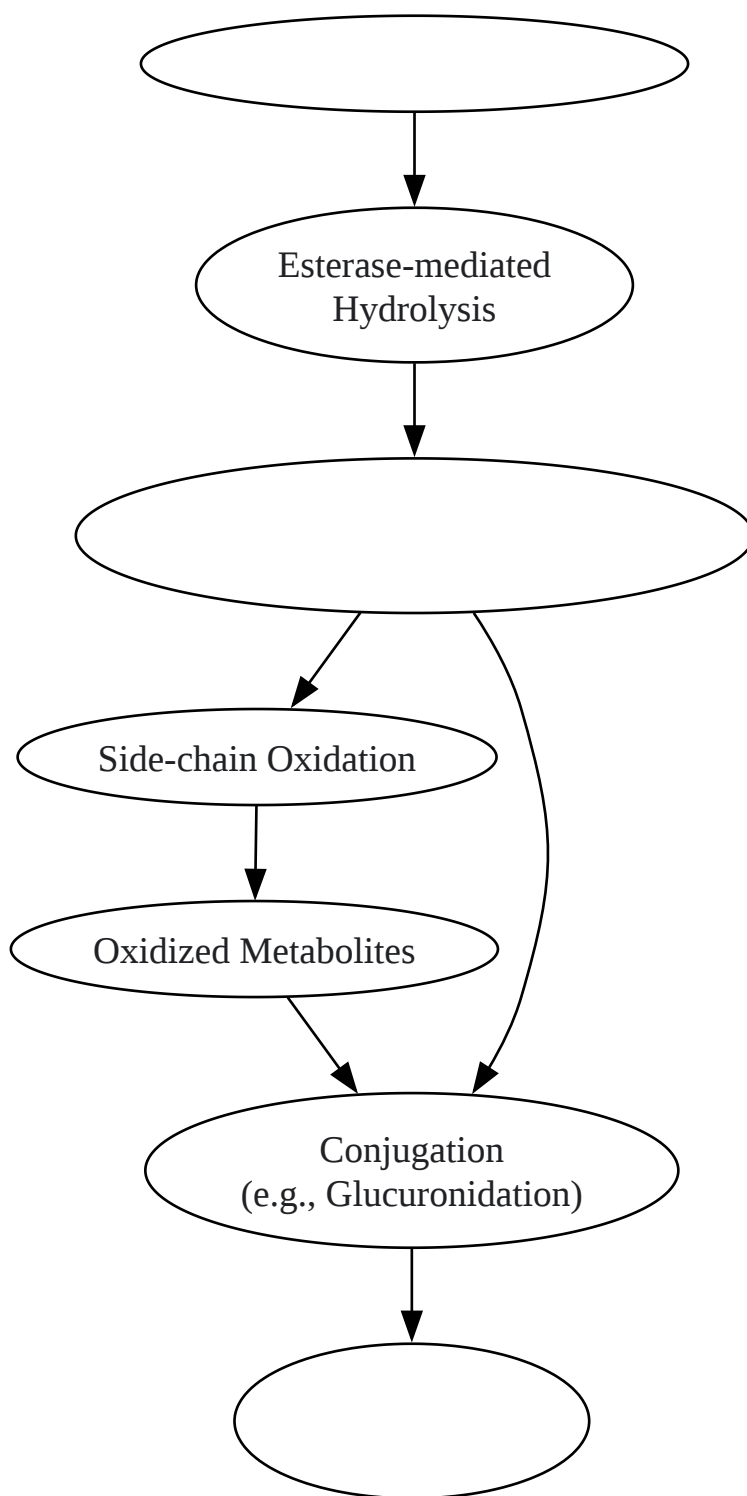 Esterase-mediated
Hydrolysis
Side-chain Oxidation
Oxidized Metabolites
Conjugation
(e.g., Glucuronidation)